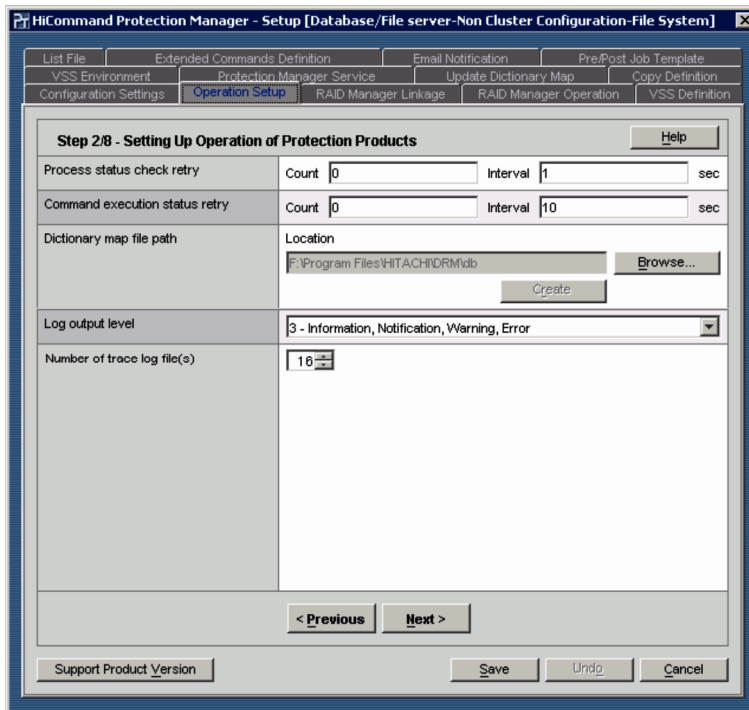 HiCommand Protection Manager - Setup [Database/File server-Non Cluster Configuration-File System]
List File Extended Commands Definition Email Notification Pre/Post Job Template
VSS Environment Protection Manager Service Update Dictionary Map Copy Definition
Configuration Settings Operation Setup RAID Manager Linkage RAID Manager Operation VSS Definition
Step 2/8 - Setting Up Operation of Protection Products Help
Process status check retry Count 0 Interval 1 sec
Command execution status retry Count 0 Interval 10 sec
Dictionary map file path Location
F:\Program Files\HITACHI\DRM\db Browse...
Create
Log output level 3 - Information, Notification, Warning, Error
Number of trace log file(s) 16
< Previous Next >
Support Product Version Save Undo Cancel